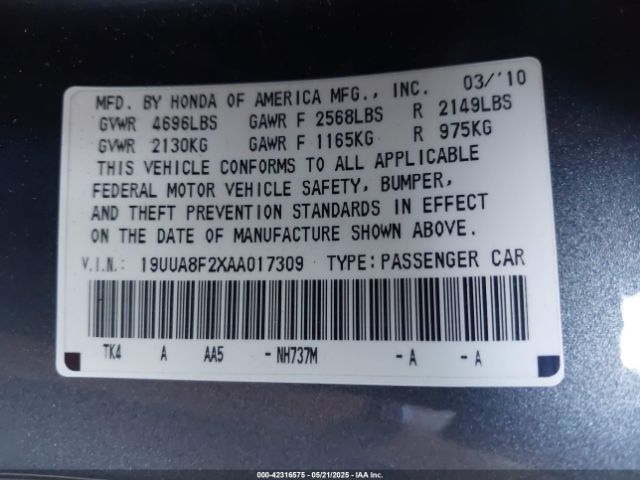 MFD. BY HONDA OF AMERICA MFG., INC. 03/'10
GVWR 4696LBS GAWR F 2568LBS R 2149LBS
GVWR 2130KG GAWR F 1165KG R 975KG
THIS VEHICLE CONFORMS TO ALL APPLICABLE
FEDERAL MOTOR VEHICLE SAFETY, BUMPER,
AND THEFT PREVENTION STANDARDS IN EFFECT
ON THE DATE OF MANUFACTURE SHOWN ABOVE.
V.I.N.: 19UUA8F2XAA017309 TYPE:PASSENGER CAR
TK4 A AA5 -NH737M -A -A
000-42316575 - 05/21/2025 - IAA Inc.